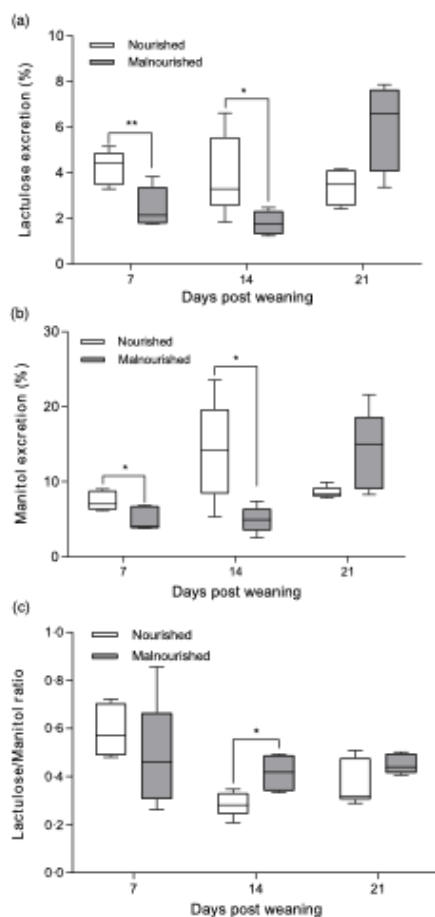 (a)
10
Nourished
Malnourished
8
6
4
2
0
**
*
Lactulose excretion (%)
7 14 21
Days post weaning
(b)
30
Nourished
Malnourished
20
10
0
*
*
Manitol excretion (%)
7 14 21
Days post weaning
(c)
1·0
Nourished
Malnourished
0·8
0·6
0·4
0·2
0·0
*
Lactulose/Manitol ratio
7 14 21
Days post weaning